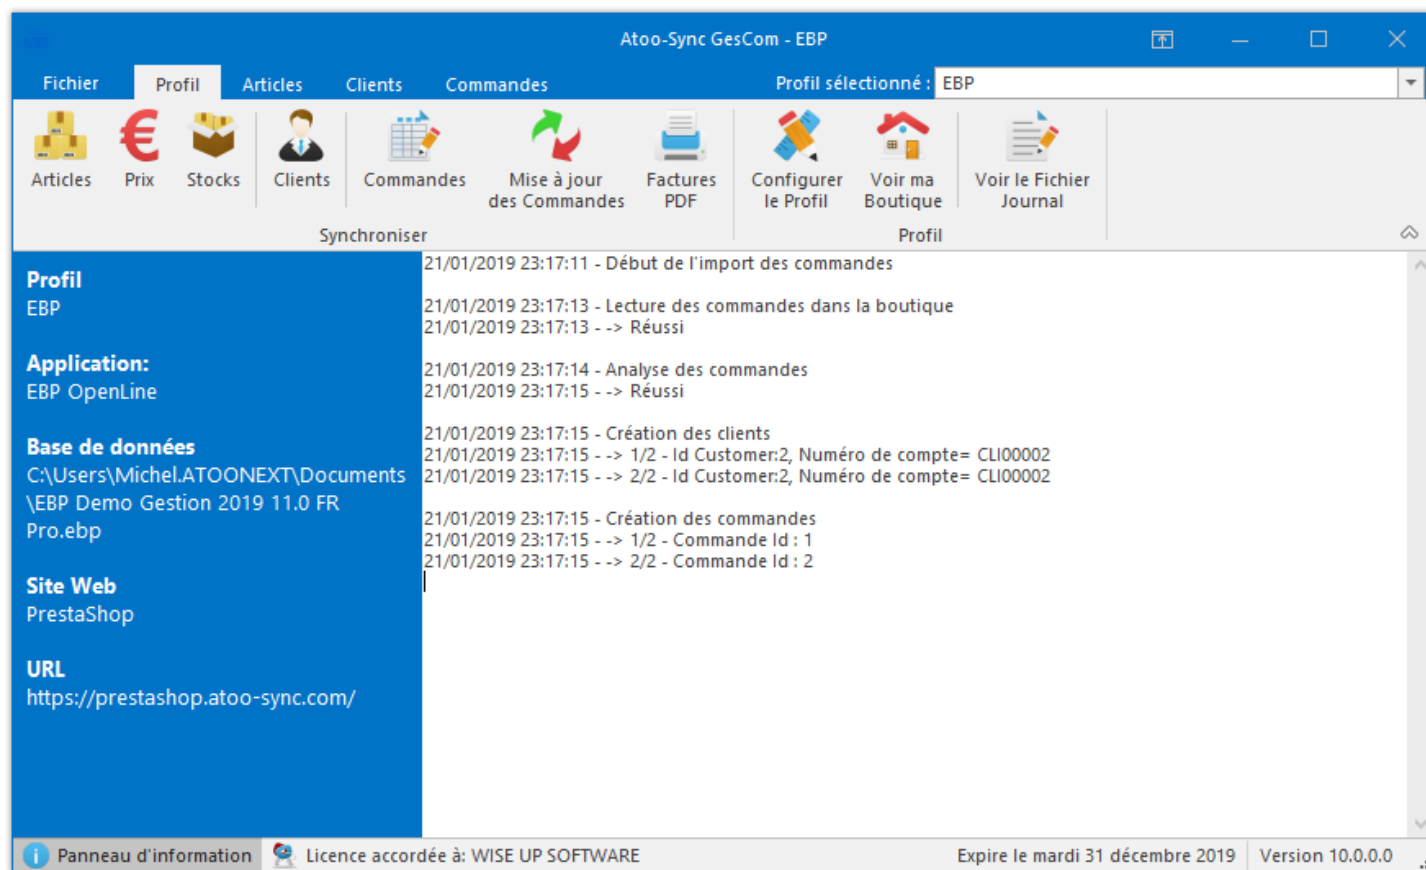 Atoo-Sync GesCom - EBP
Fichier Profil Articles Clients Commandes Profil sélectionné : EBP
Articles Prix Stocks Clients Commandes Mise à jour des Commandes Factures PDF Configurer le Profil Voir ma Boutique Voir le Fichier Journal
Synchroniser Profil
Profil
EBP
Application:
EBP OpenLine
Base de données
C:\Users\Michel.ATOONEXT\Documents
\EBP Demo Gestion 2019 11.0 FR
Pro.ebp
Site Web
PrestaShop
URL
https://prestashop.atoo-sync.com/
21/01/2019 23:17:11 - Début de l'import des commandes
21/01/2019 23:17:13 - Lecture des commandes dans la boutique
21/01/2019 23:17:13 - -> Réussi
21/01/2019 23:17:14 - Analyse des commandes
21/01/2019 23:17:15 - -> Réussi
21/01/2019 23:17:15 - Création des clients
21/01/2019 23:17:15 - -> 1/2 - Id Customer:2, Numéro de compte= CLI00002
21/01/2019 23:17:15 - -> 2/2 - Id Customer:2, Numéro de compte= CLI00002
21/01/2019 23:17:15 - Création des commandes
21/01/2019 23:17:15 - -> 1/2 - Commande Id : 1
21/01/2019 23:17:15 - -> 2/2 - Commande Id : 2
Panneau d'information Licence accordée à: WISE UP SOFTWARE Expire le mardi 31 décembre 2019 Version 10.0.0.0